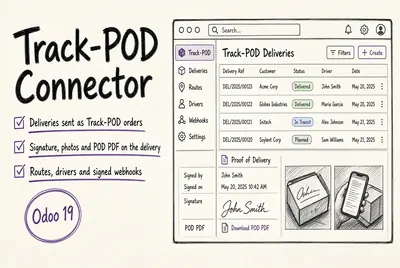 Track-POD
Connector
Deliveries sent as Track-POD orders
Signature, photos and POD PDF on the delivery
Routes, drivers and signed webhooks
Odoo 19
Search...
Track-POD
Deliveries
Routes
Drivers
Webhooks
Settings
Track-POD Deliveries
Filters
+ Create
Delivery Ref Customer Status Driver Date
DEL/2025/00123 Acme Corp Delivered John Smith May 20, 2025
DEL/2025/00122 Globex Industries Delivered Maria Garcia May 20, 2025
DEL/2025/00121 Initech In Transit Alex Johnson May 21, 2025
DEL/2025/00120 Soylent Corp Planned Sam Williams May 21, 2025
Proof of Delivery
Signed by John Smith
Signed on May 20, 2025 10:42 AM
Signature John Smith
POD PDF Download POD PDF